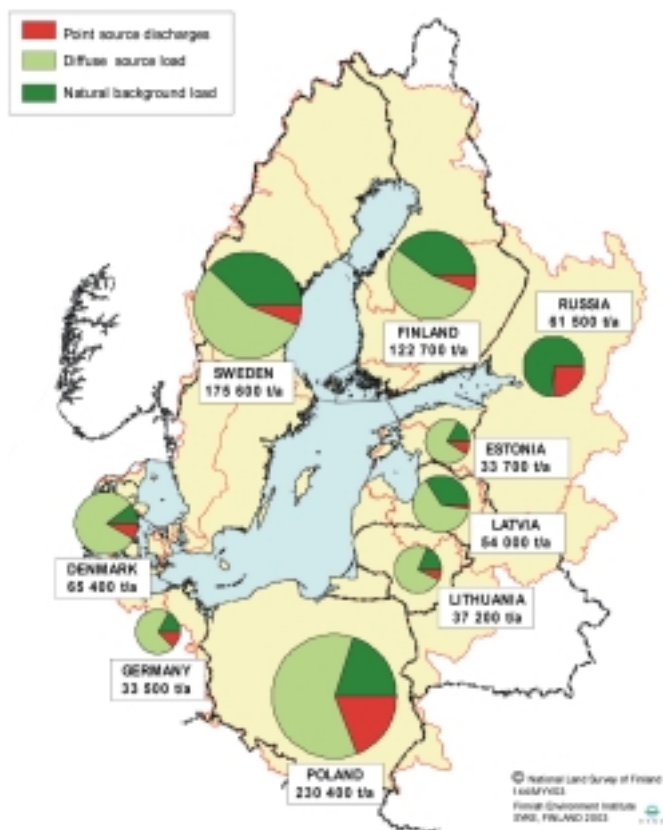 Point source discharges
Diffuse source load
Natural background load
RUSSIA
61 500 t/a
FINLAND
122 700 t/a
SWEDEN
175 600 t/a
ESTONIA
33 700 t/a
LATVIA
54 000 t/a
DENMARK
65 400 t/a
LITHUANIA
37 200 t/a
GERMANY
33 500 t/a
POLAND
230 400 t/a
© National Land Survey of Finland
Finnish Environment Institute
SYKE, FINLAND 2003